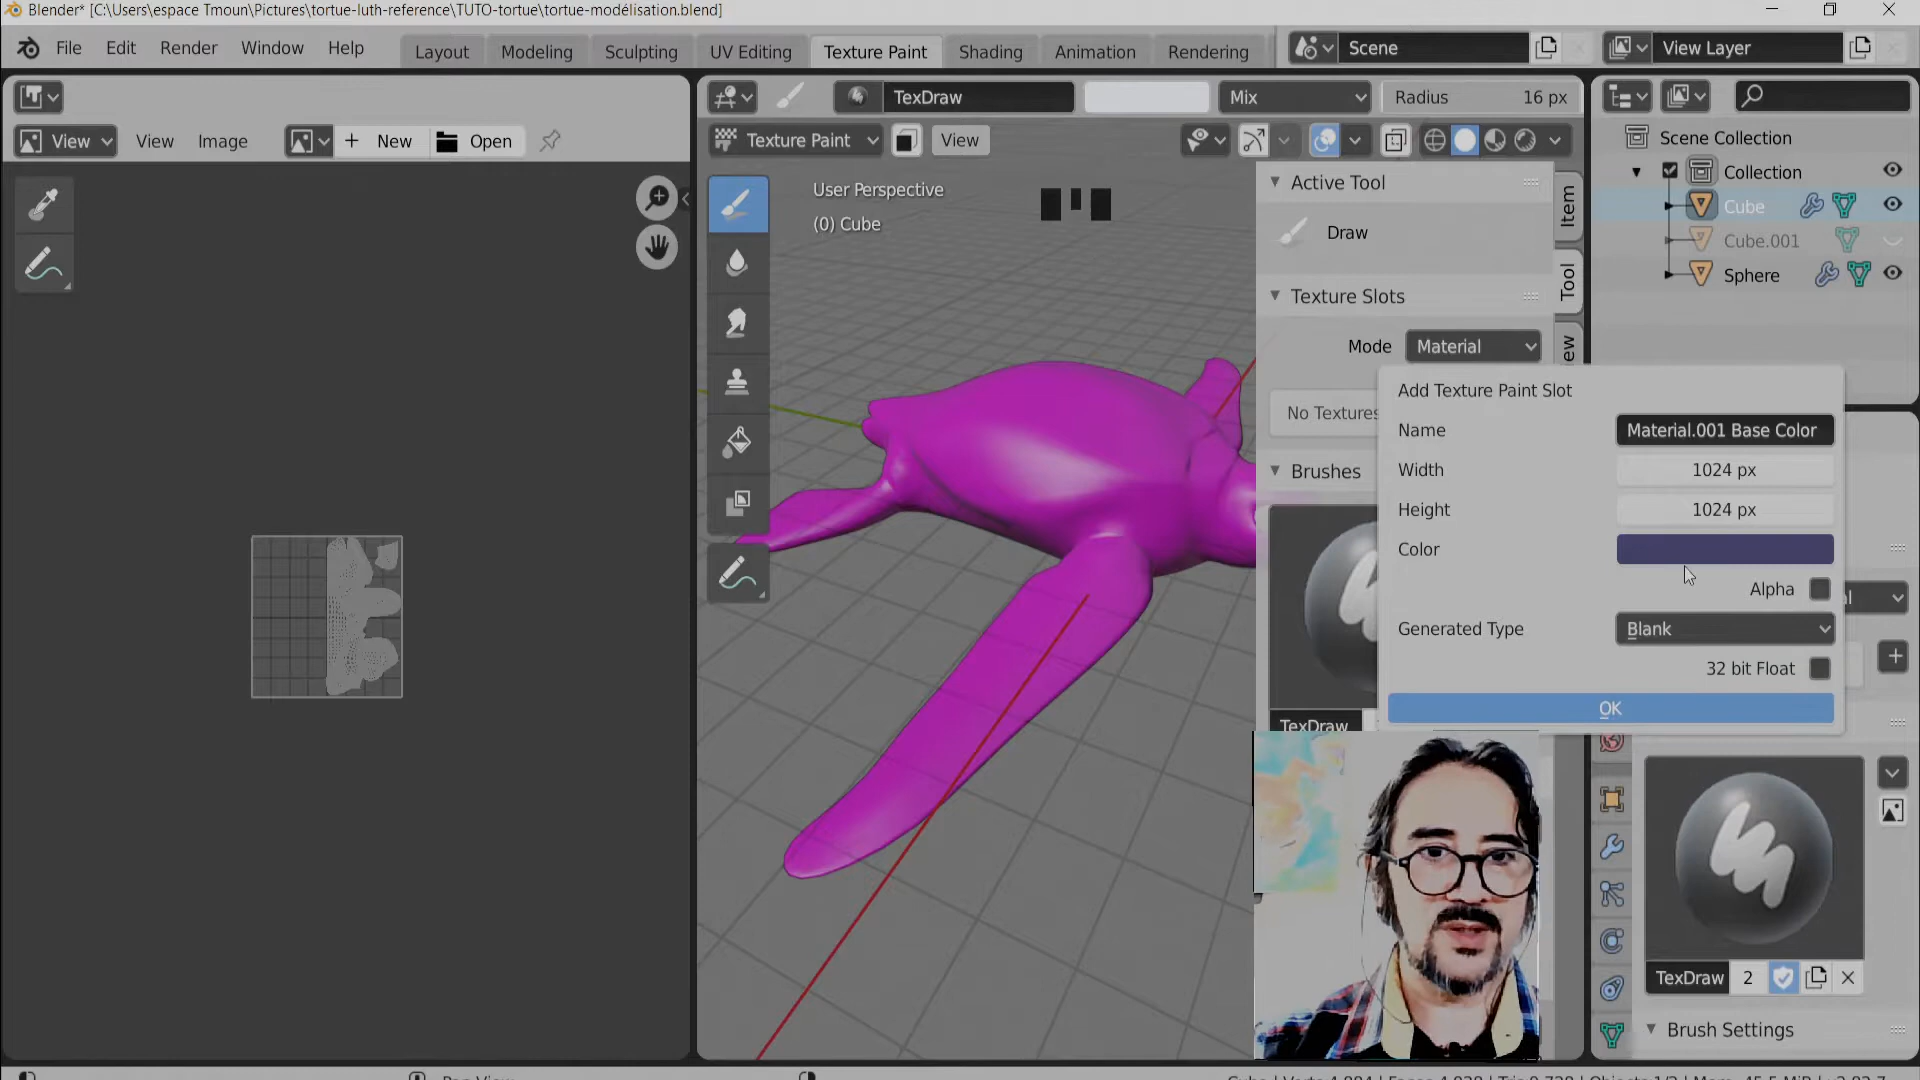 Blender* [C:\Users\espace Tmoun\Pictures\tortue-luth-reference\TUTO-tortue\tortue-modélisation.blend]
File Edit Render Window Help Layout Modeling Sculpting UV Editing Texture Paint Shading Animation Rendering Scene View Layer
TexDraw Mix Radius 16 px
View View Image New Open Texture Paint View
Scene Collection
Collection
Cube
Cube.001
Sphere
User Perspective
(0) Cube
Active Tool
Draw
Texture Slots
Mode Material
No Textures
Brushes
TexDraw
Item
Tool
Add Texture Paint Slot
Name Material.001 Base Color
Width 1024 px
Height 1024 px
Color
Alpha
Generated Type Blank
32 bit Float
OK
TexDraw 2
Brush Settings